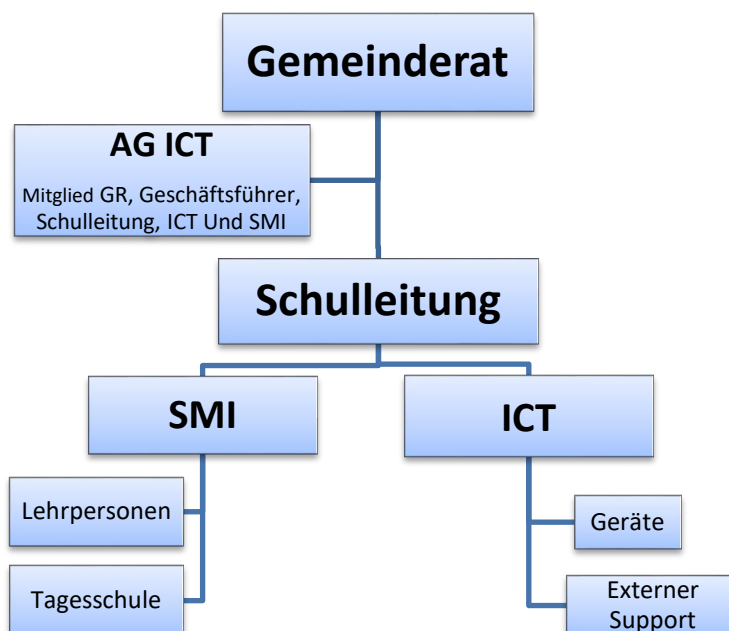 Gemeinderat
AG ICT
Mitglied GR, Geschäftsführer,
Schulleitung, ICT Und SMI
Schulleitung
SMI
ICT
Lehrpersonen
Geräte
Tagesschule
Externer
Support